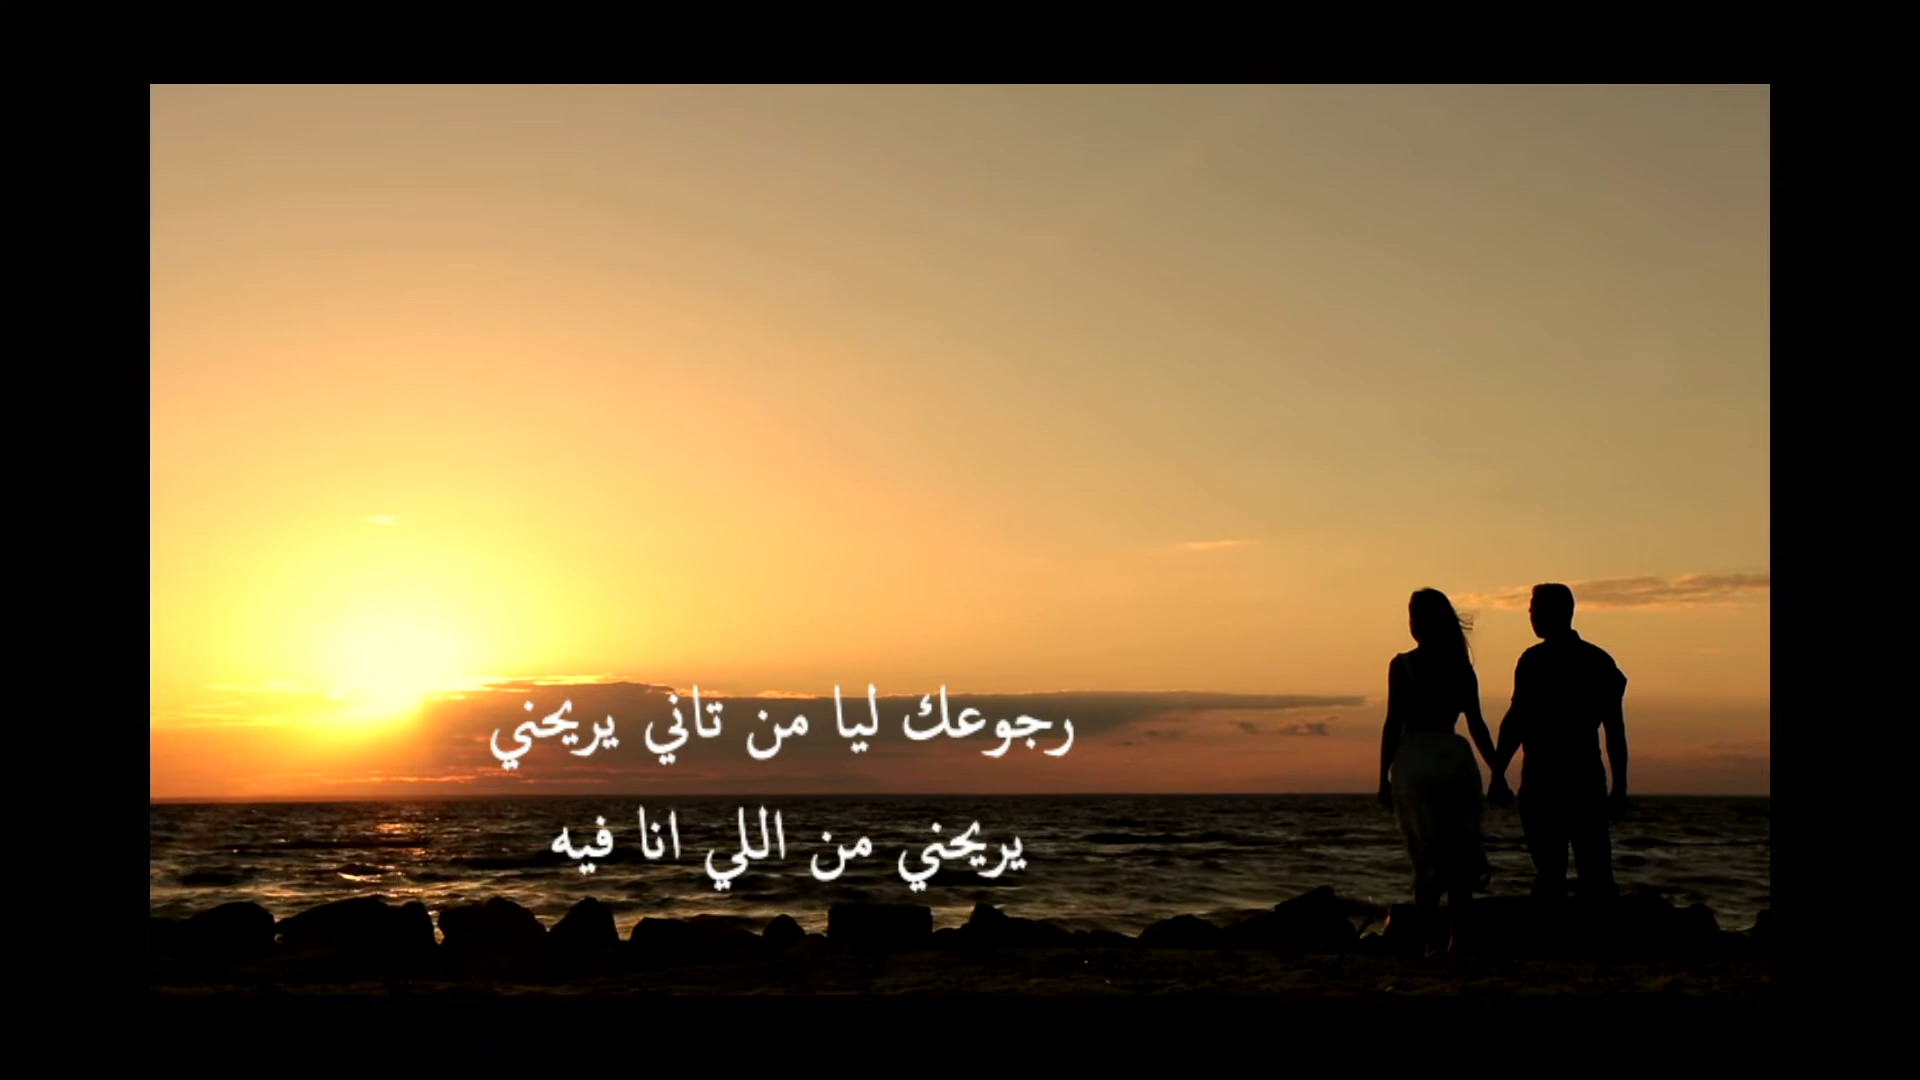 رجوعك ليا من تاني يريحني
يريحني من اللي انا فيه